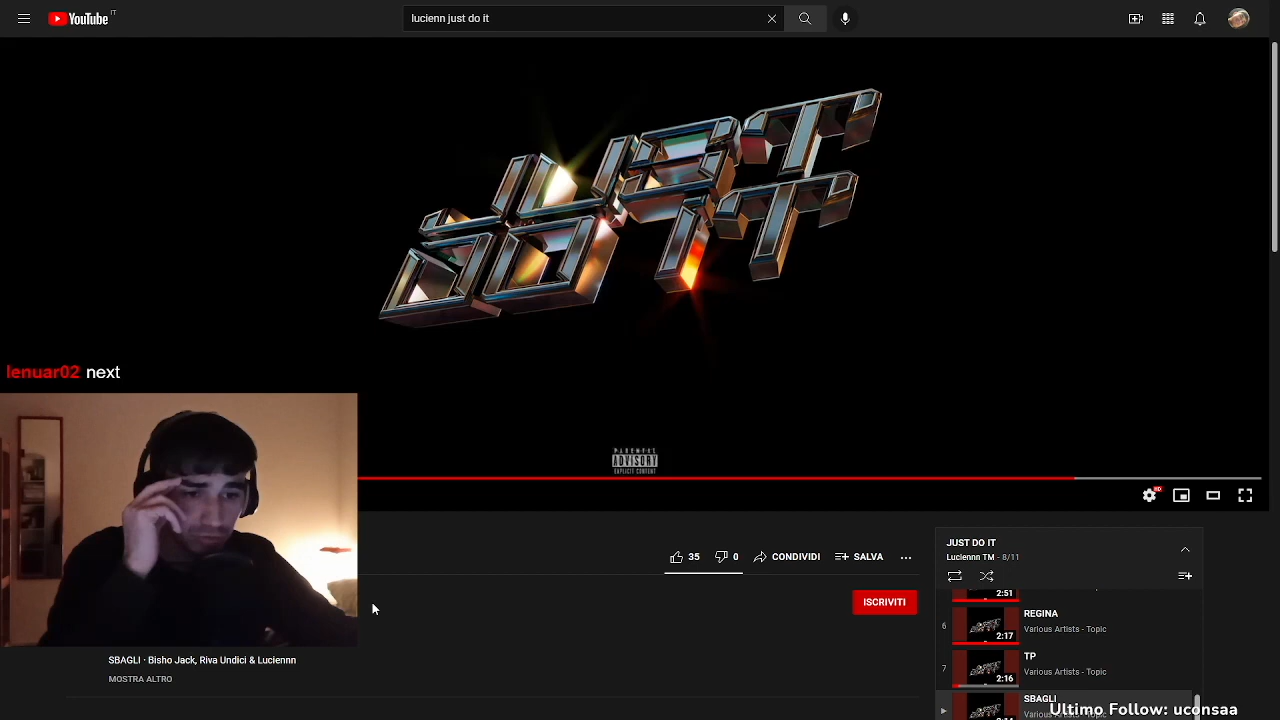 YouTube IT
lucienn just do it
JUST
DO IT
lenuar02 next
PARENTAL
ADVISORY
EXPLICIT CONTENT
HD
35
0
CONDIVIDI
SALVA
ISCRIVITI
SBAGLI · Bisho Jack, Riva Undici & Luciennn
MOSTRA ALTRO
JUST DO IT
Luciennn TM - 8/11
2:51
6
REGINA
2:17
Various Artists - Topic
7
TP
2:16
Various Artists - Topic
SBAGLI
Ultimo Follow: uconsaa